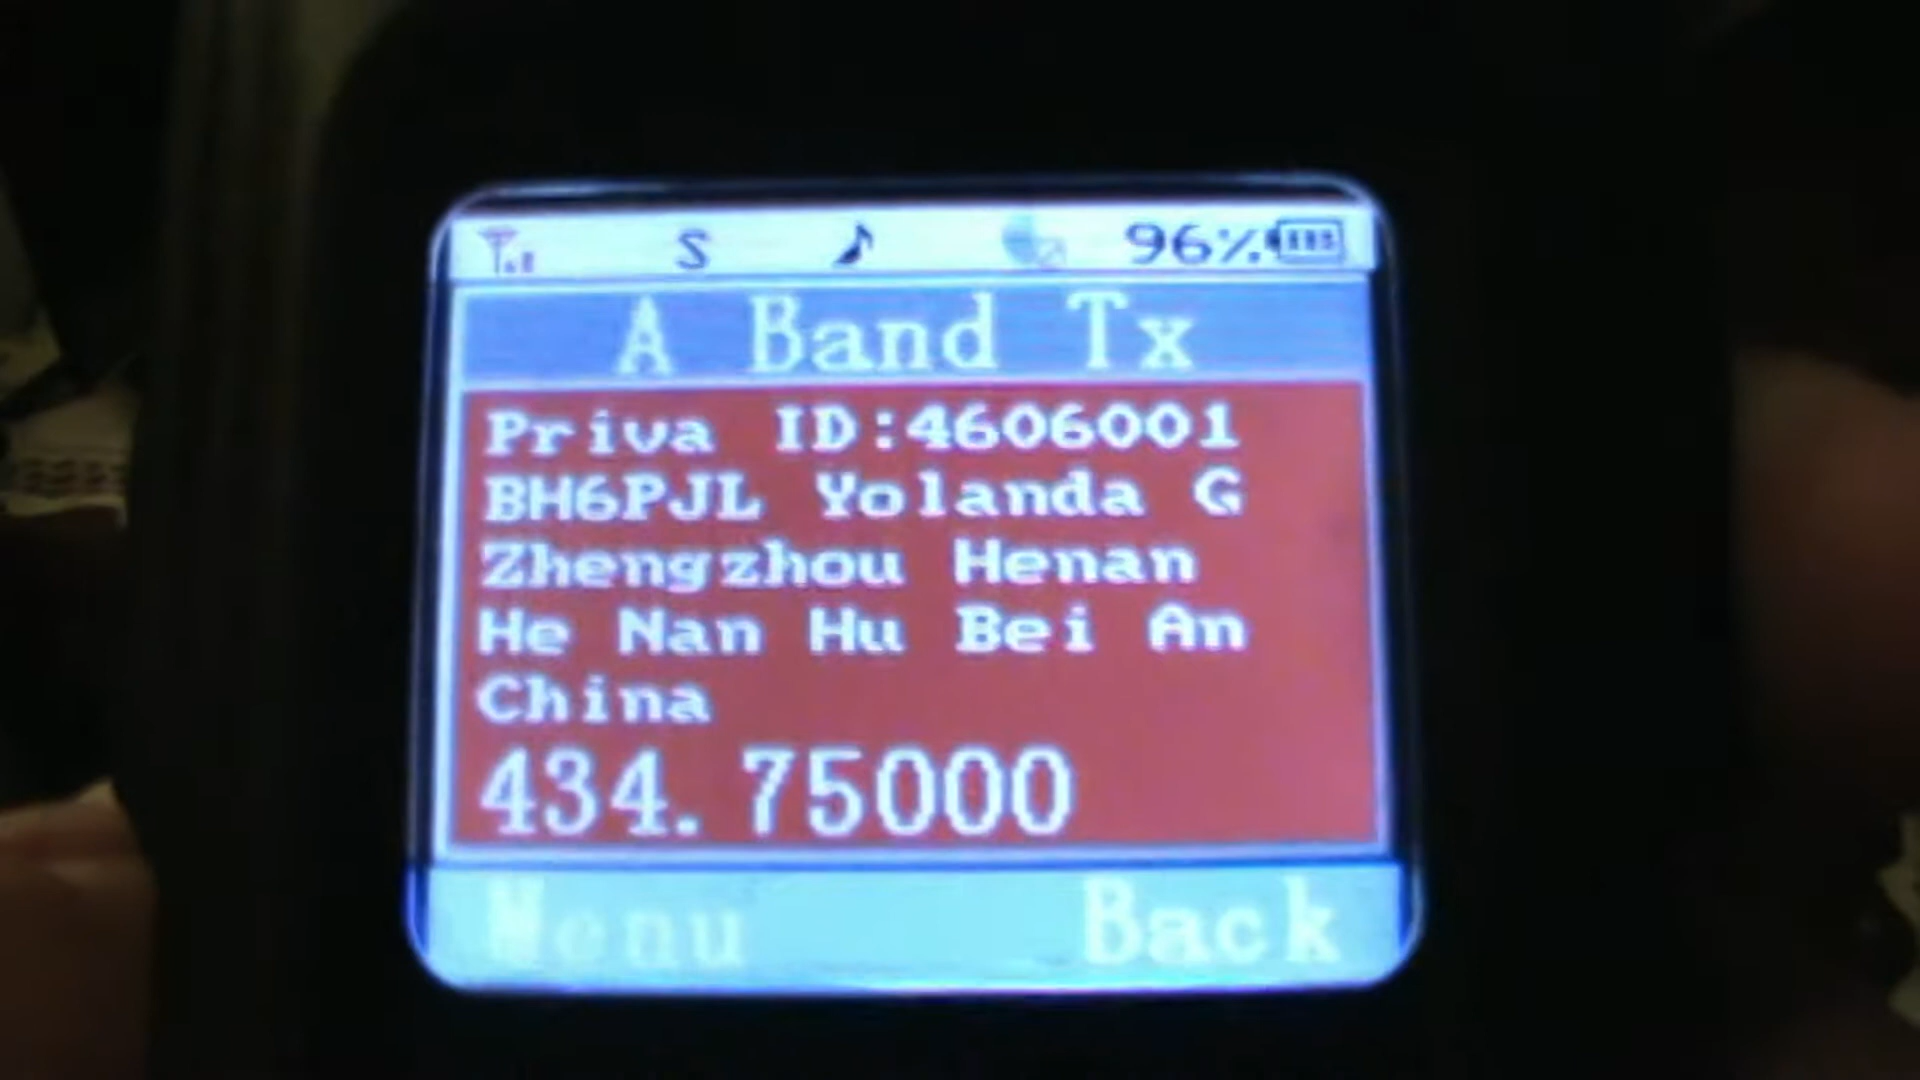 S 96%
A Band Tx
Priva ID:4606001
BH6PJL Yolanda G
Zhengzhou Henan
He Nan Hu Bei An
China
434.75000
Menu Back